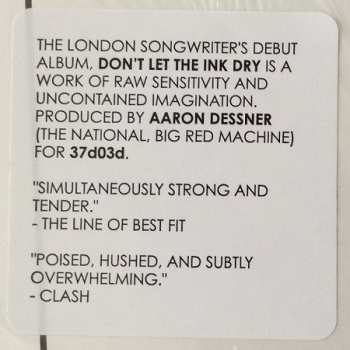 THE LONDON SONGWRITER'S DEBUT
ALBUM, DON'T LET THE INK DRY IS A
WORK OF RAW SENSITIVITY AND
UNCONTAINED IMAGINATION.
PRODUCED BY AARON DESSNER
(THE NATIONAL, BIG RED MACHINE)
FOR 37d03d.
"SIMULTANEOUSLY STRONG AND
TENDER."
- THE LINE OF BEST FIT
"POISED, HUSHED, AND SUBTLY
OVERWHELMING."
- CLASH